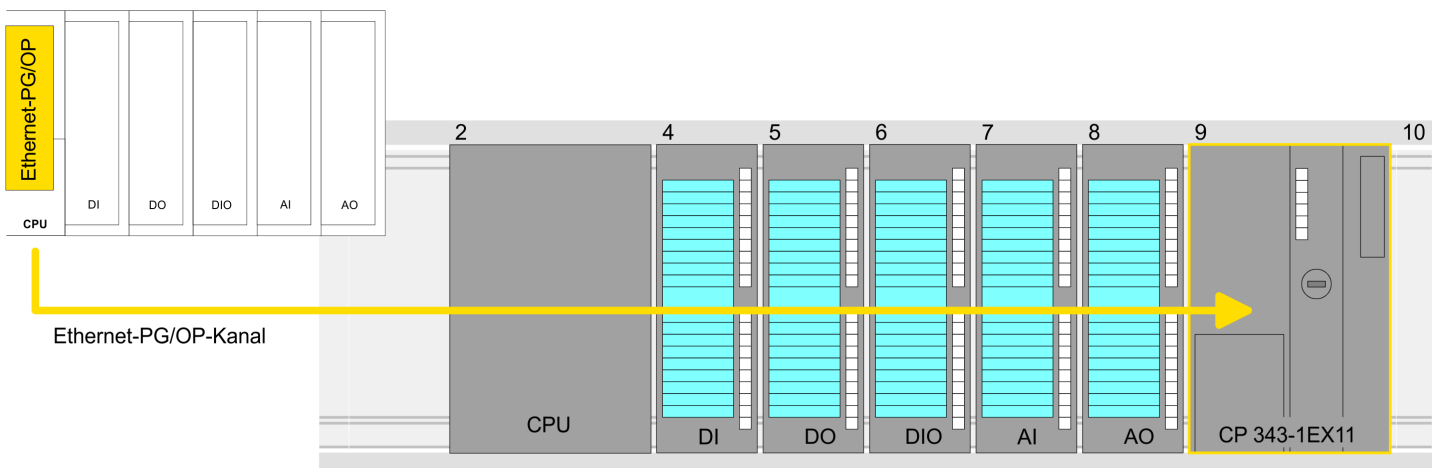 Ethernet-PG/OP
CPU
DI
DO
DIO
AI
AO
2
4
5
6
7
8
9
10
Ethernet-PG/OP-Kanal
CPU
DI
DO
DIO
AI
AO
CP 343-1EX11